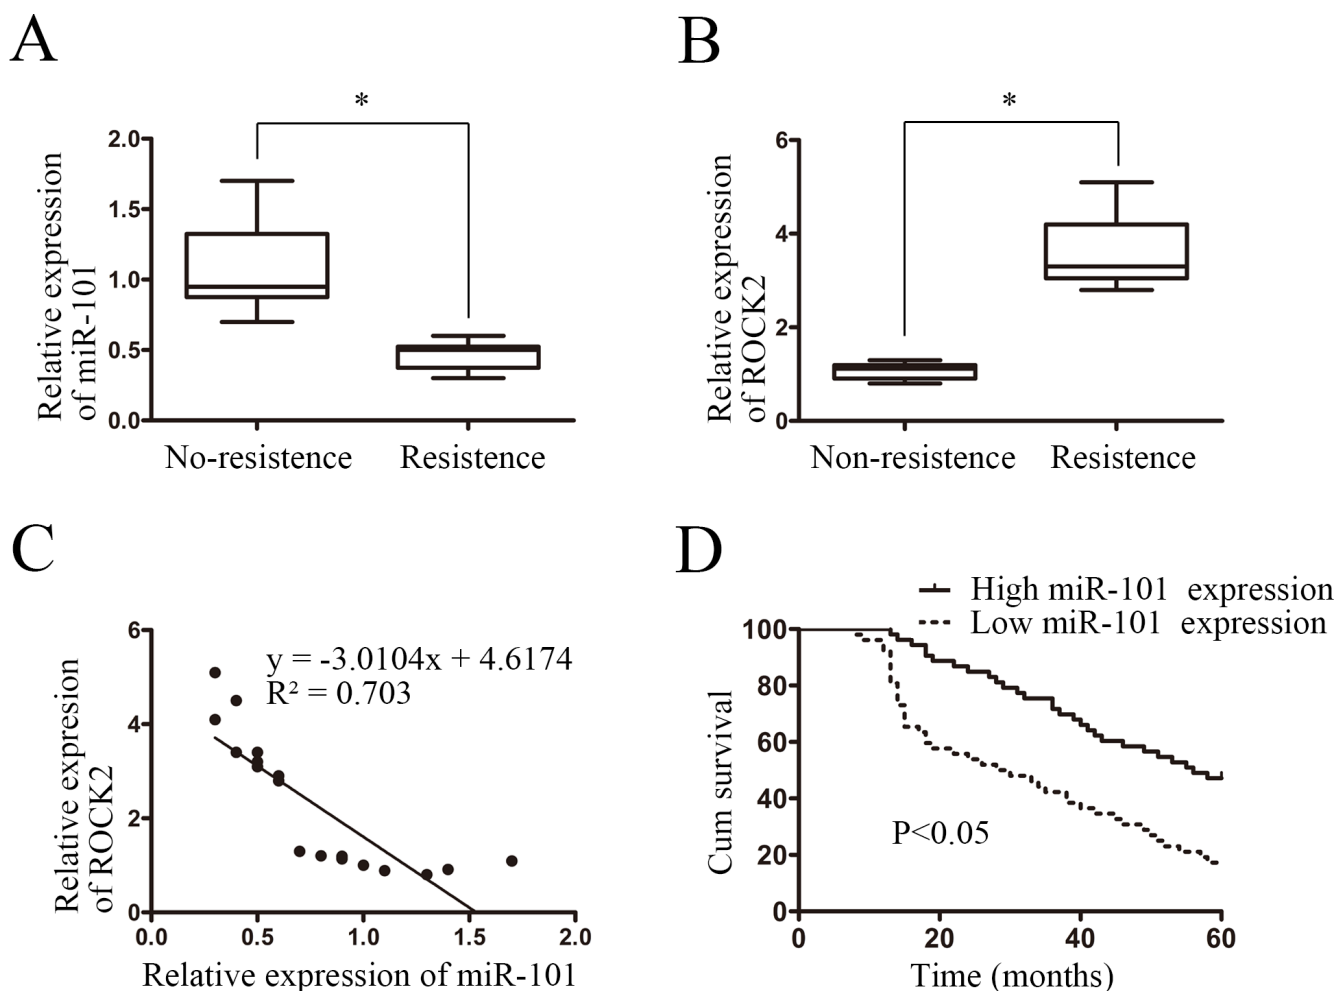 A
*
Relative expression
of miR-101
2.0
1.5
1.0
0.5
0.0
No-resistence
Resistence
B
*
Relative expression
of ROCK2
6
4
2
0
Non-resistence
Resistence
C
Relative expresion
of ROCK2
6
4
2
0
y = -3.0104x + 4.6174
R² = 0.703
0.0
0.5
1.0
1.5
2.0
Relative expression of miR-101
D
High miR-101 expression
Low miR-101 expression
Cum survival
100
80
60
40
20
0
P<0.05
0
20
40
60
Time (months)